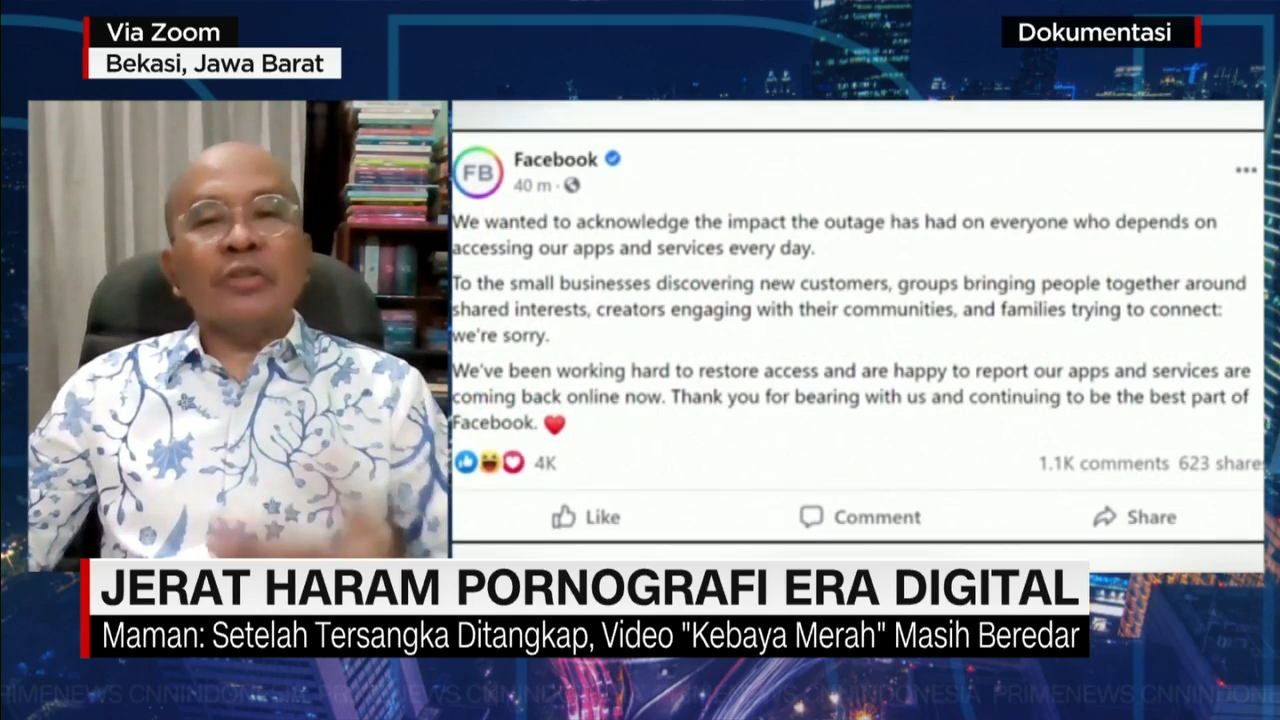 Via Zoom
Bekasi, Jawa Barat
Dokumentasi
FB
Facebook
40 m ·
We wanted to acknowledge the impact the outage has had on everyone who depends on
accessing our apps and services every day.
To the small businesses discovering new customers, groups bringing people together around
shared interests, creators engaging with their communities, and families trying to connect:
we're sorry.
We've been working hard to restore access and are happy to report our apps and services are
coming back online now. Thank you for bearing with us and continuing to be the best part of
Facebook.
4K
1.1K comments 623 share
Like
Comment
Share
JERAT HARAM PORNOGRAFI ERA DIGITAL
Maman: Setelah Tersangka Ditangkap, Video "Kebaya Merah" Masih Beredar
PRIMENEWS CNNINDONESIA PRIMENEWS CNNINDONESIA PRIMENEWS CNNINDON